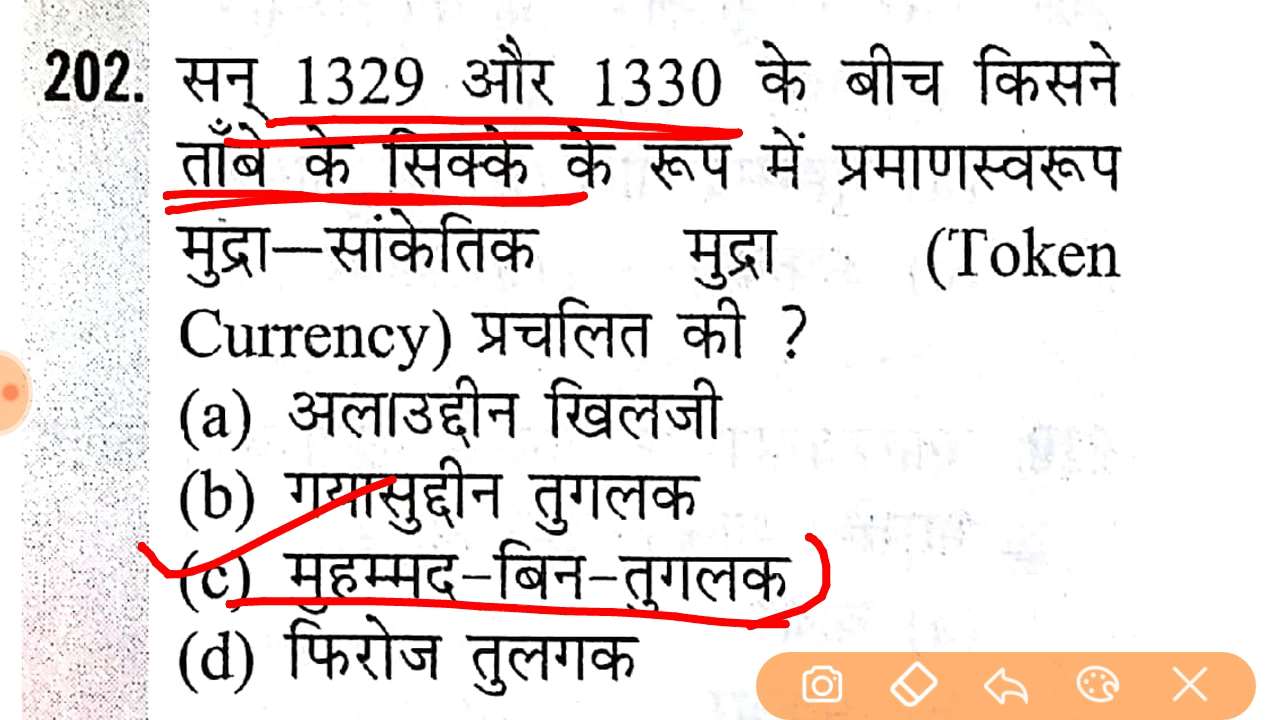 202. सन् 1329 और 1330 के बीच किसने
ताँबे के सिक्के के रूप में प्रमाणस्वरूप
मुद्रा–सांकेतिक मुद्रा (Token
Currency) प्रचलित की ?
(a) अलाउद्दीन खिलजी
(b) गयासुद्दीन तुगलक
(c) मुहम्मद-बिन-तुगलक
(d) फिरोज तुलगक